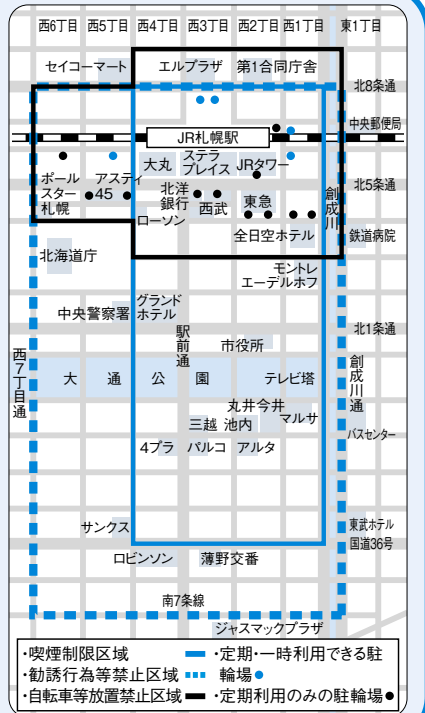 西6丁目 西5丁目 西4丁目 西3丁目 西2丁目 西1丁目 東1丁目
セイコーマート エルプラザ 第1合同庁舎
北8条通
中央郵便局
JR札幌駅
大丸 ステラプレイス JRタワー
ポールスター札幌 アスティ45 北洋銀行 西武 東急
北5条通
ローソン
全日空ホテル
創成川
鉄道病院
北海道庁
モントレエーデルホフ
中央警察署 グランドホテル
駅前通
市役所
北1条通
西7丁目通
大通公園 テレビ塔
創成川通
丸井今井
三越 池内 マルサ
バスセンター
4プラ パルコ アルタ
サンクス
東武ホテル
国道36号
ロビンソン 薄野交番
南7条線
ジャスマックプラザ
・喫煙制限区域
・勧誘行為等禁止区域
・自転車等放置禁止区域
・定期・一時利用できる駐輪場
・定期利用のみの駐輪場